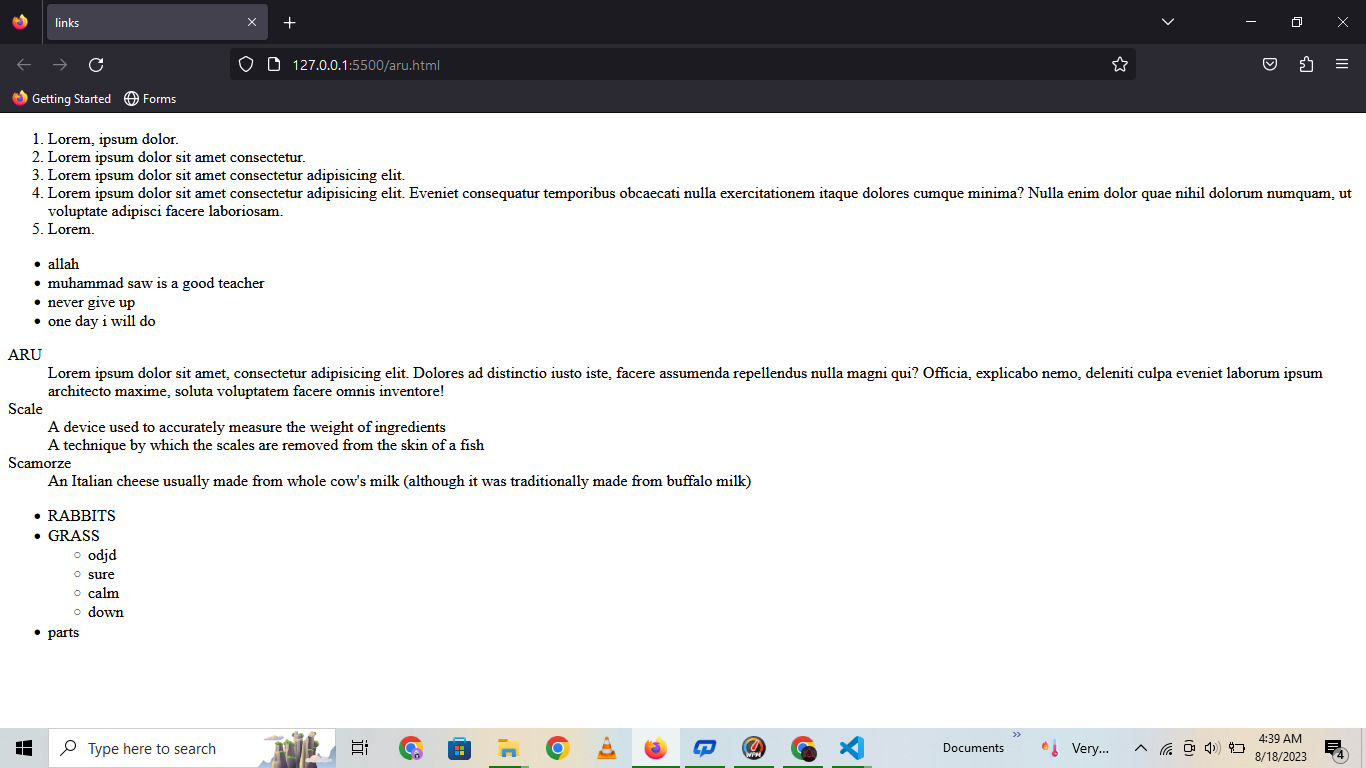 links
127.0.0.1:5500/aru.html
Getting Started Forms
1. Lorem, ipsum dolor.
2. Lorem ipsum dolor sit amet consectetur.
3. Lorem ipsum dolor sit amet consectetur adipisicing elit.
4. Lorem ipsum dolor sit amet consectetur adipisicing elit. Eveniet consequatur temporibus obcaecati nulla exercitationem itaque dolores cumque minima? Nulla enim dolor quae nihil dolorum numquam, ut
voluptate adipisci facere laboriosam.
5. Lorem.
• allah
• muhammad saw is a good teacher
• never give up
• one day i will do
ARU
Lorem ipsum dolor sit amet, consectetur adipisicing elit. Dolores ad distinctio iusto iste, facere assumenda repellendus nulla magni qui? Officia, explicabo nemo, deleniti culpa eveniet laborum ipsum
architecto maxime, soluta voluptatem facere omnis inventore!
Scale
A device used to accurately measure the weight of ingredients
A technique by which the scales are removed from the skin of a fish
Scamorze
An Italian cheese usually made from whole cow's milk (although it was traditionally made from buffalo milk)
• RABBITS
• GRASS
○ odjd
○ sure
○ calm
○ down
• parts
Type here to search
WPM
Documents
Very...
4:39 AM
8/18/2023
4